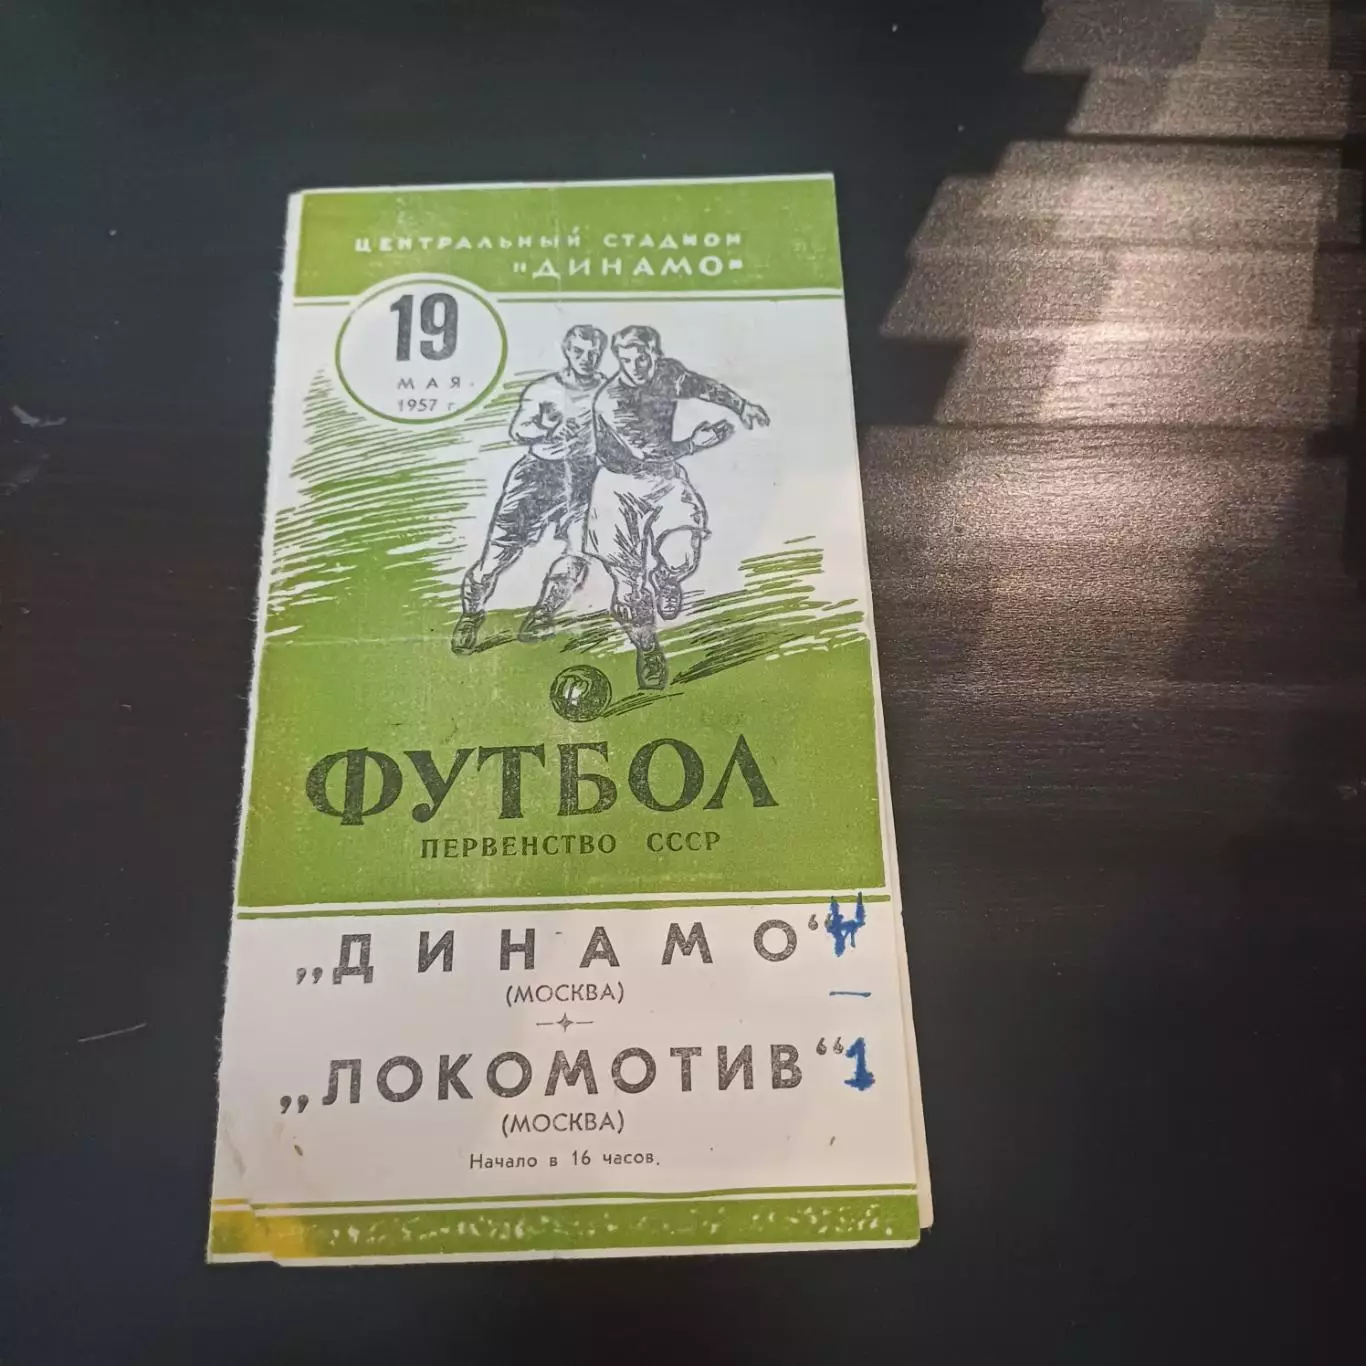 ЦЕНТРАЛЬНЫЙ СТАДИОН
"ДИНАМО"
19
МАЯ
1957 г.
ФУТБОЛ
ПЕРВЕНСТВО СССР
„ДИНАМО“ 4
(МОСКВА)
—
„ЛОКОМОТИВ“ 1
(МОСКВА)
Начало в 16 часов.